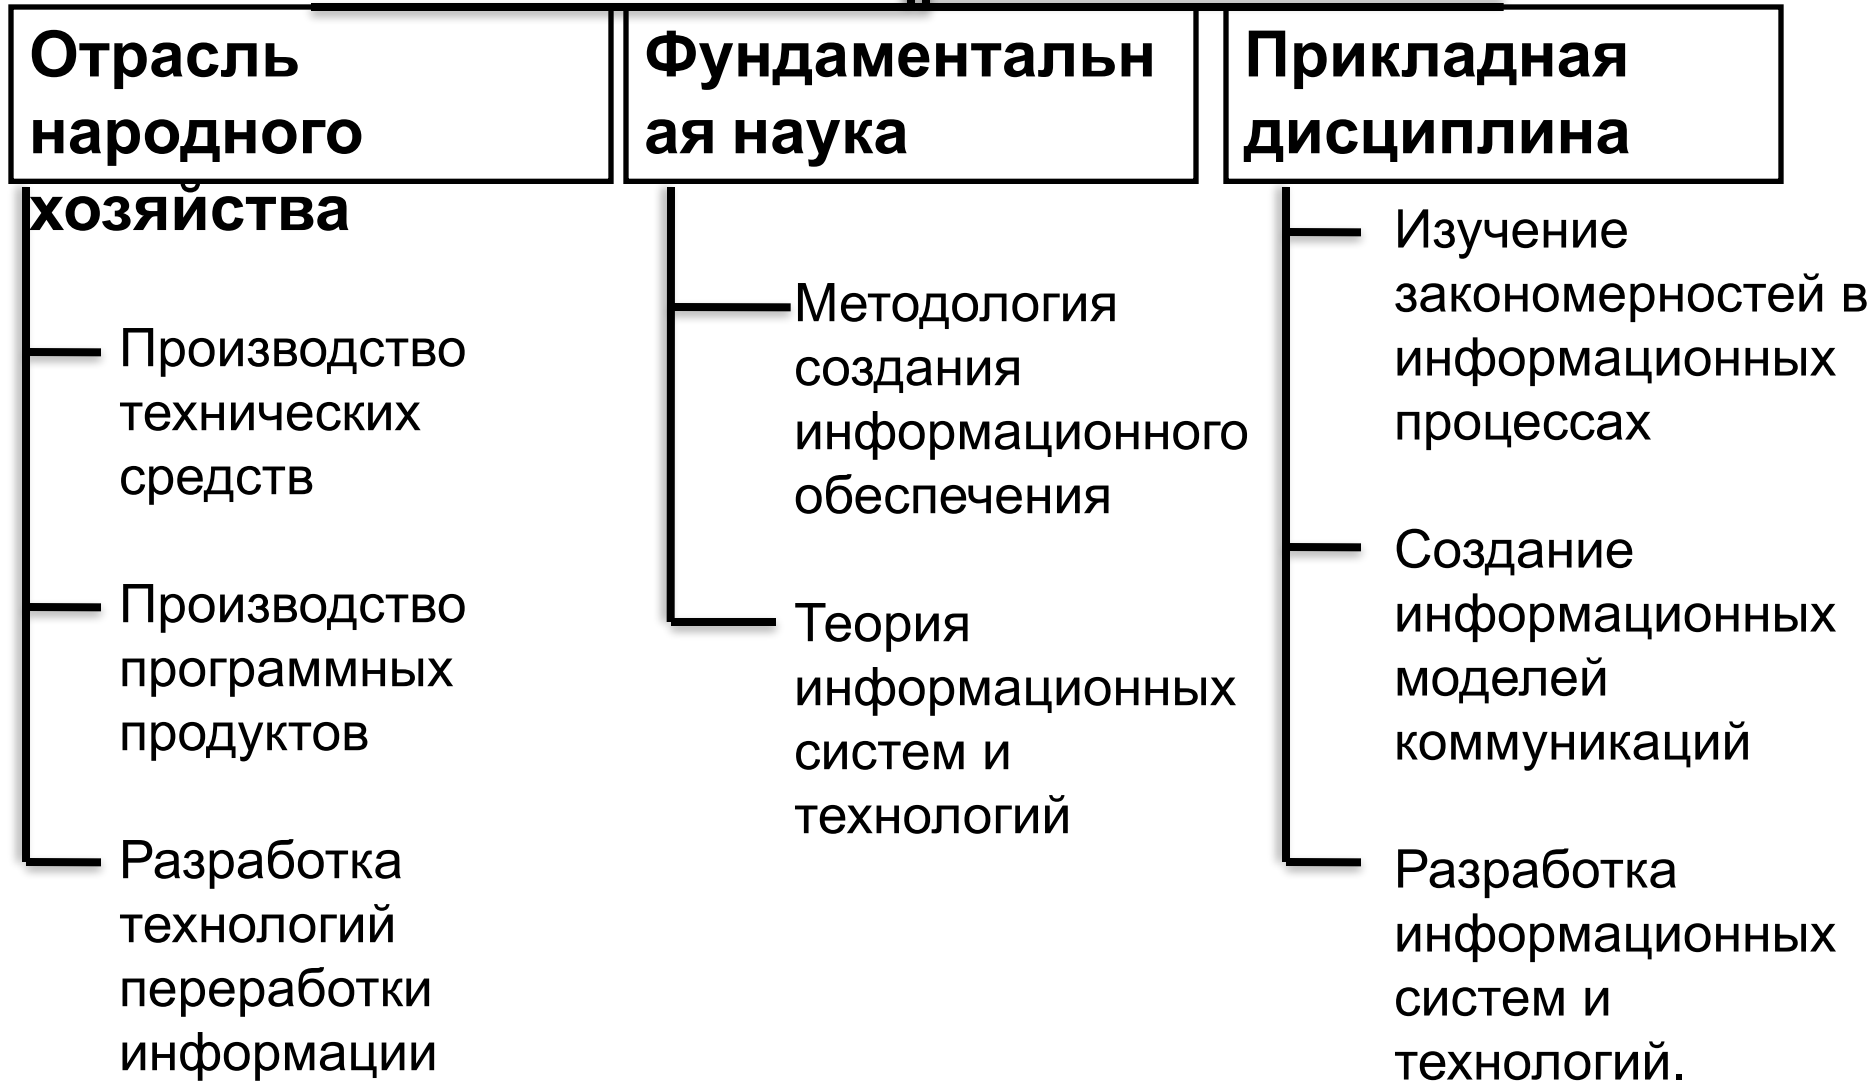 Отрасль
народного
хозяйства
Производство
технических
средств
Производство
программных
продуктов
Разработка
технологий
переработки
информации
Фундаментальн
ая наука
Методология
создания
информационного
обеспечения
Теория
информационных
систем и
технологий
Прикладная
дисциплина
Изучение
закономерностей в
информационных
процессах
Создание
информационных
моделей
коммуникаций
Разработка
информационных
систем и
технологий.